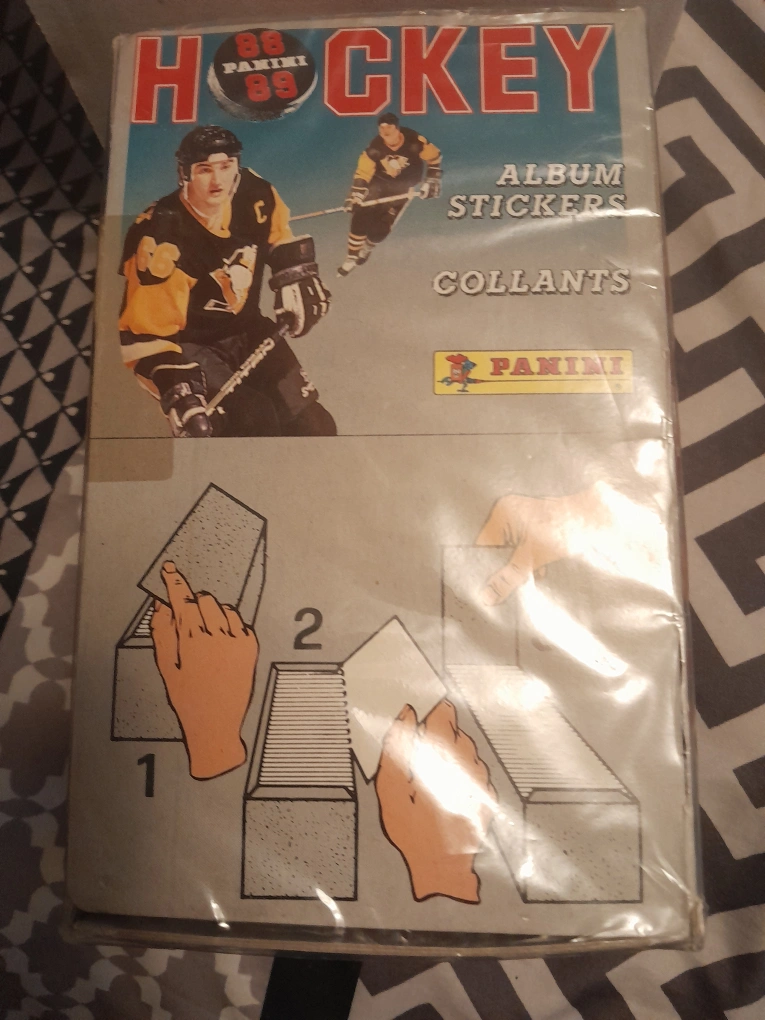 HOCKEY
88
PANINI
89
ALBUM
STICKERS
COLLANTS
C
PANINI
2
1